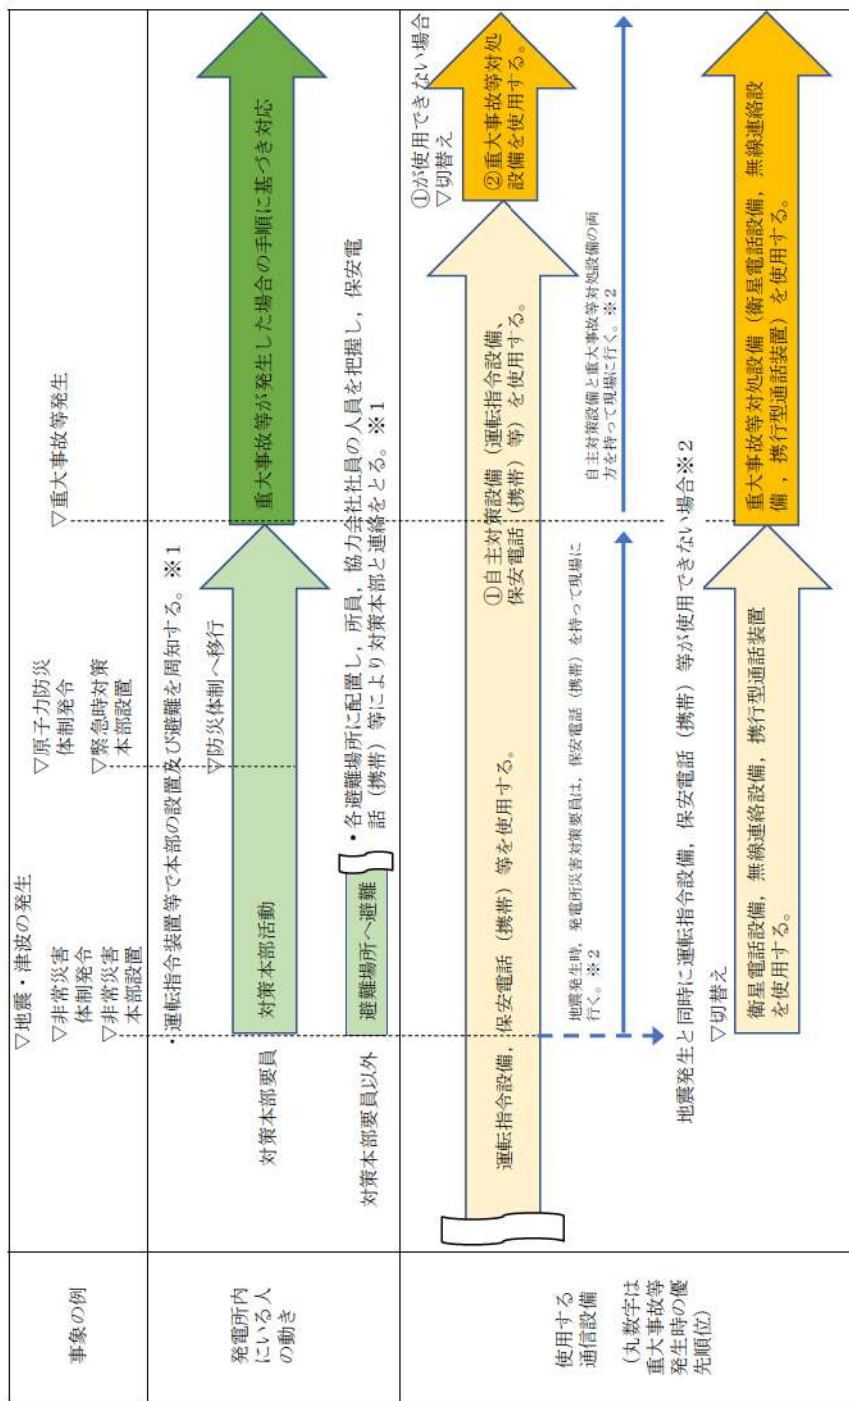 事象の例
▽地震・津波の発生
▽非常災害
体制発令
▽非常災害
本部設置
▽原子力防災
体制発令
▽緊急時対策
本部設置
▽重大事故等発生
発電所内
にいる人
の動き
・運転指令装置等で本部の設置及び避難を周知する。※1
対策本部要員
対策本部活動
▽防災体制へ移行
重大事故等が発生した場合の手順に基づき対応
対策本部要員以外
避難場所へ避難
・各避難場所に配置し，所員，協力会社社員の人員を把握し，保安電
話（携帯）等により対策本部と連絡をとる。※1
使用する
通信設備
（丸数字は
重大事故等
発生時の優
先順位）
運転指令設備，保安電話（携帯）等を使用する。
①自主対策設備（運転指令設備、
保安電話（携帯）等）を使用する。
①が使用できない場合
▽切替え
②重大事故等対処
設備を使用する。
地震発生時，発電所災害対策要員は，保安電話（携帯）を持って現場に
行く。※2
自主対策設備と重大事故等対処設備の両
方を持って現場に行く。※2
地震発生と同時に運転指令設備，保安電話（携帯）等が使用できない場合※2
▽切替え
衛星電話設備，無線連絡設備，携行型通話装置
を使用する。
重大事故等対処設備（衛星電話設備，無線連絡設
備，携行型通話装置）を使用する。